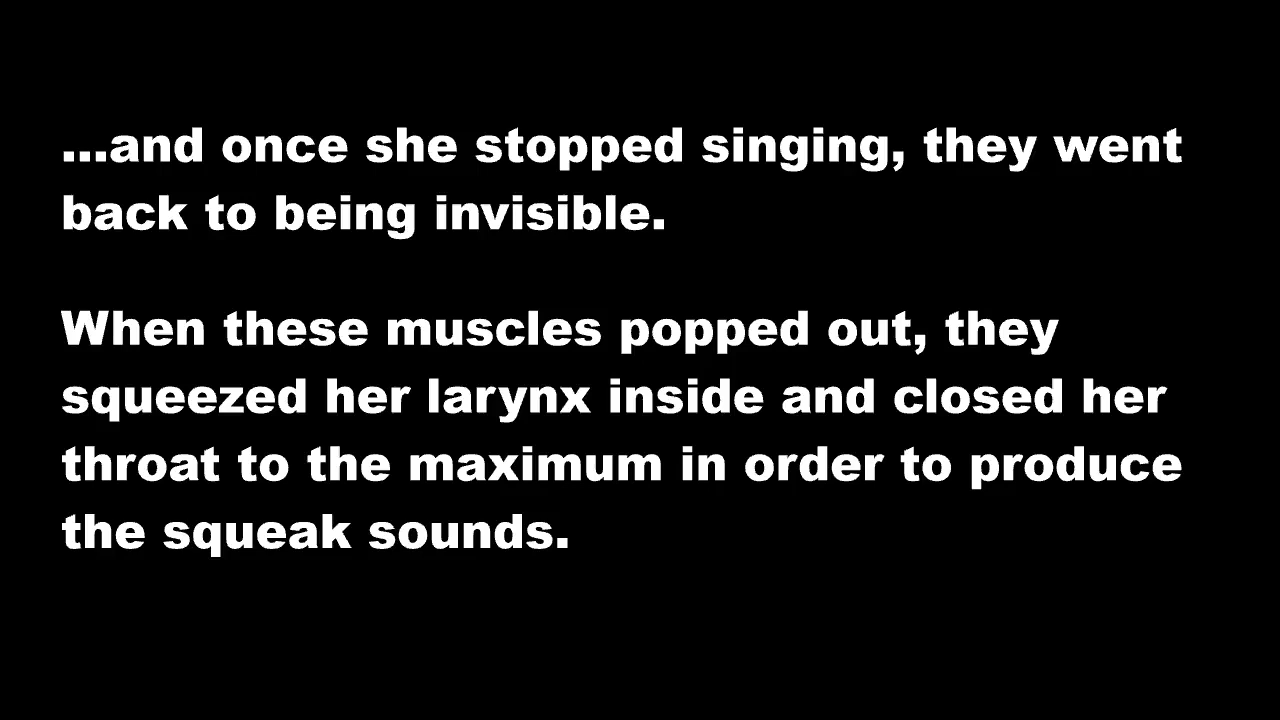 ...and once she stopped singing, they went
back to being invisible.
When these muscles popped out, they
squeezed her larynx inside and closed her
throat to the maximum in order to produce
the squeak sounds.